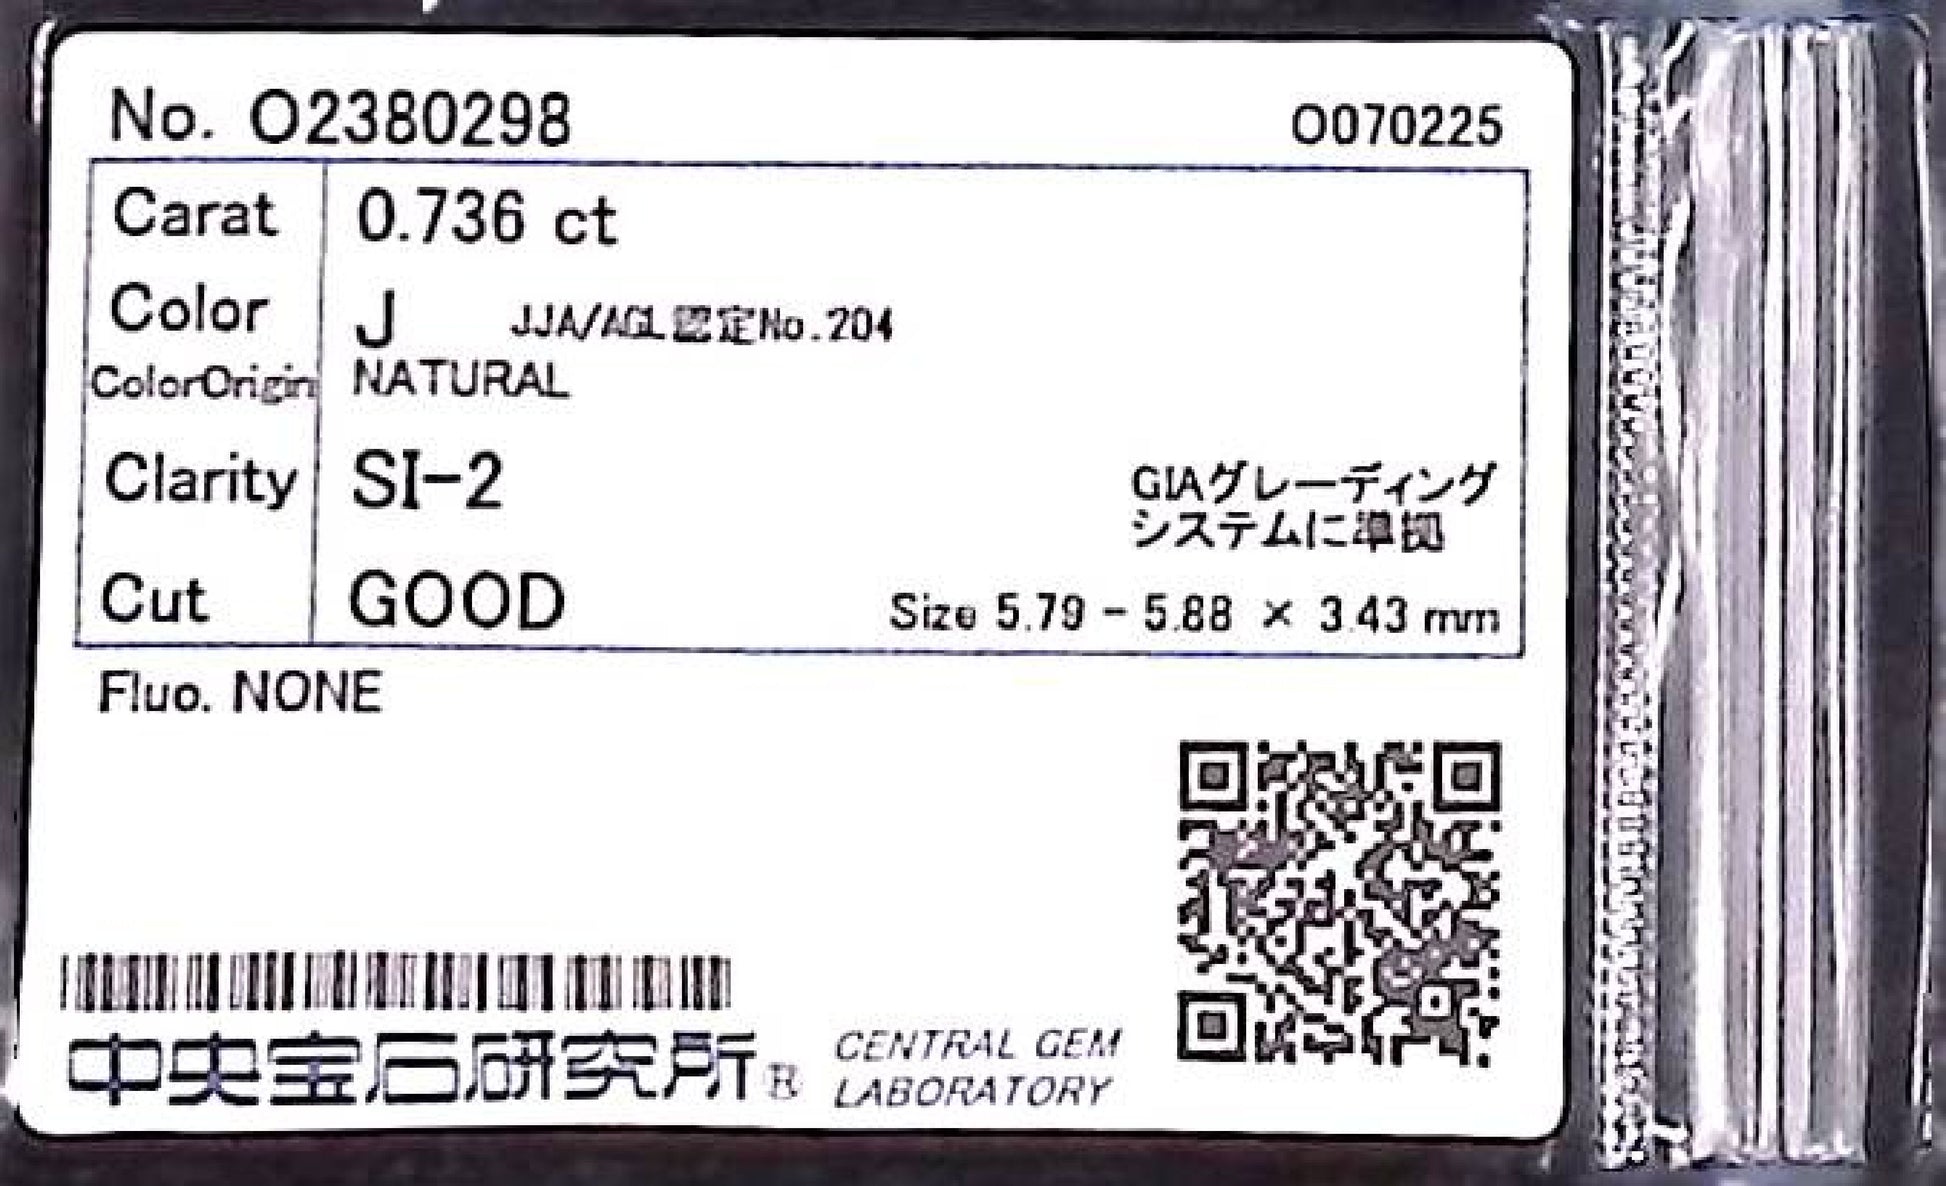 No. O2380298 O070225
Carat 0.736 ct
Color J JJA/AGL認定No.204
ColorOrigin NATURAL
Clarity SI-2
GIAグレーディング
システムに準拠
Cut GOOD Size 5.79 - 5.88 × 3.43 mm
Fluo. NONE
中央宝石研究所® CENTRAL GEM
LABORATORY